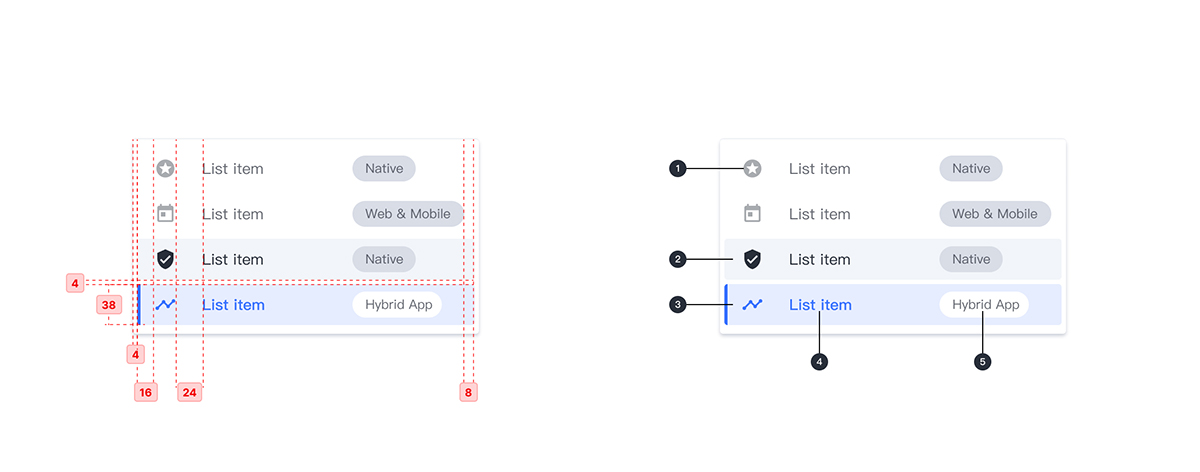 List item Native
List item Web & Mobile
List item Native
4
38 List item Hybrid App
4
16 24 8
1 List item Native
List item Web & Mobile
2 List item Native
3 List item Hybrid App
4 5